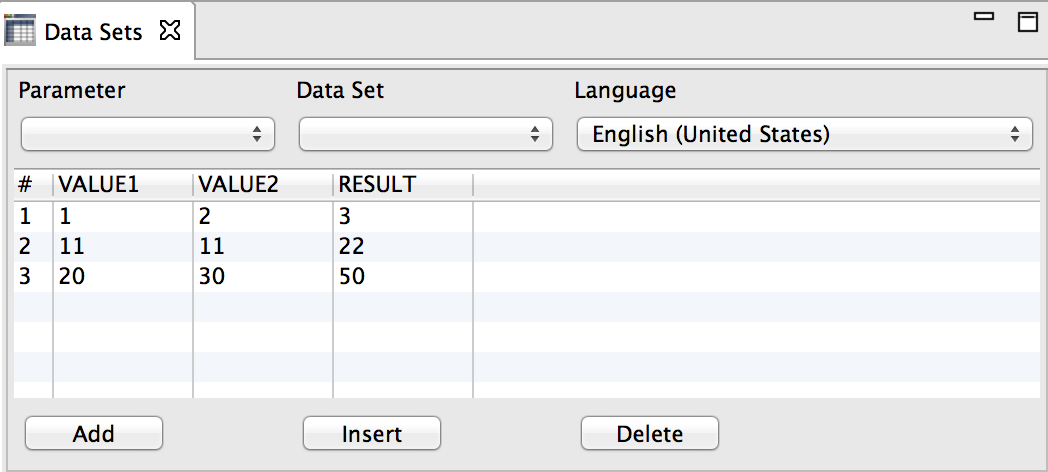 Data Sets
Parameter Data Set Language
English (United States)
# VALUE1 VALUE2 RESULT
1 1 2 3
2 11 11 22
3 20 30 50
Add Insert Delete